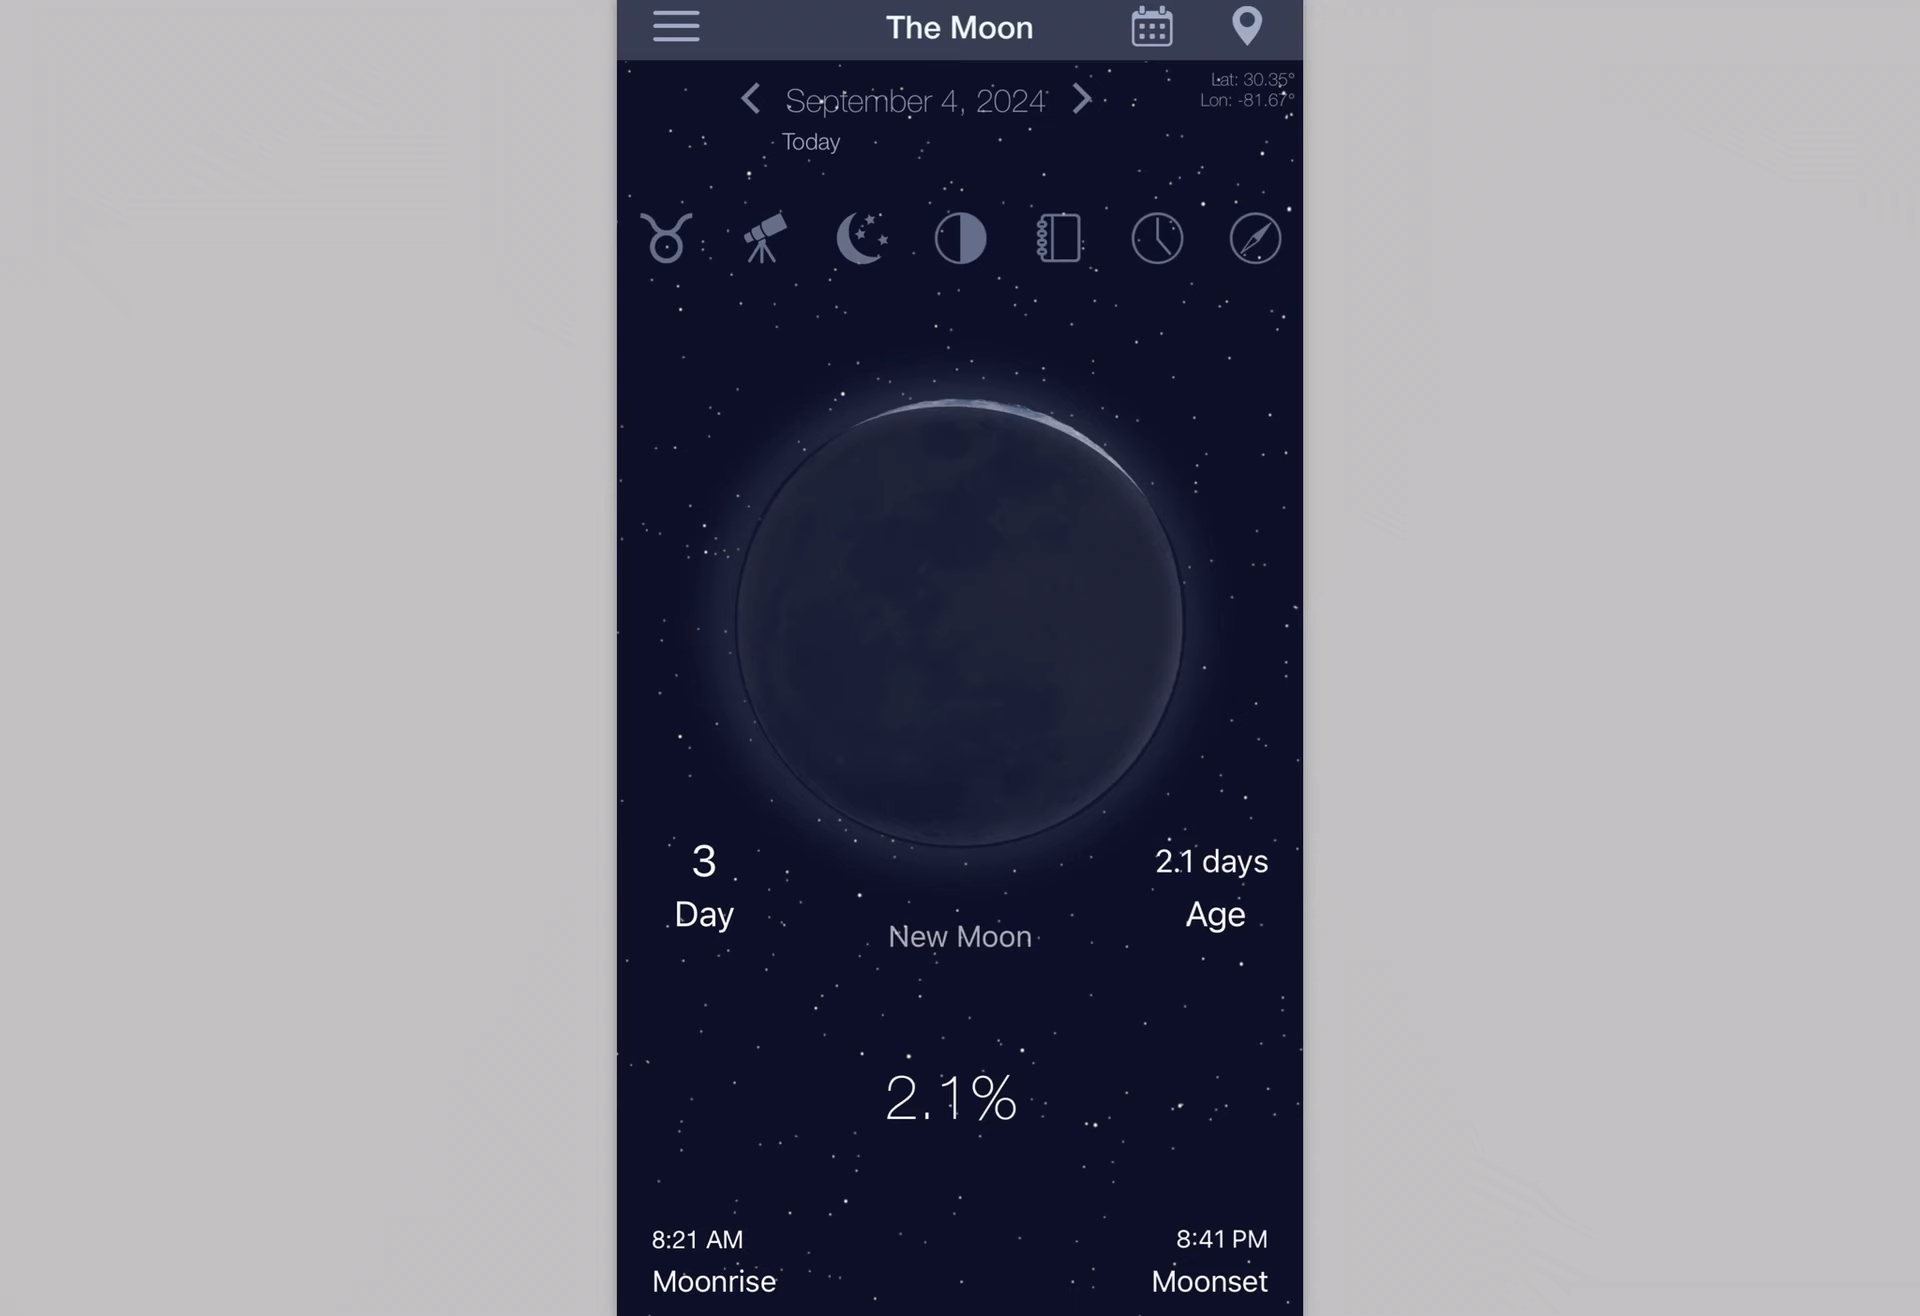 The Moon
Lat: 30.35°
Lon: -81.67°
September 4, 2024
Today
3
Day
2.1 days
Age
New Moon
2.1%
8:21 AM
Moonrise
8:41 PM
Moonset